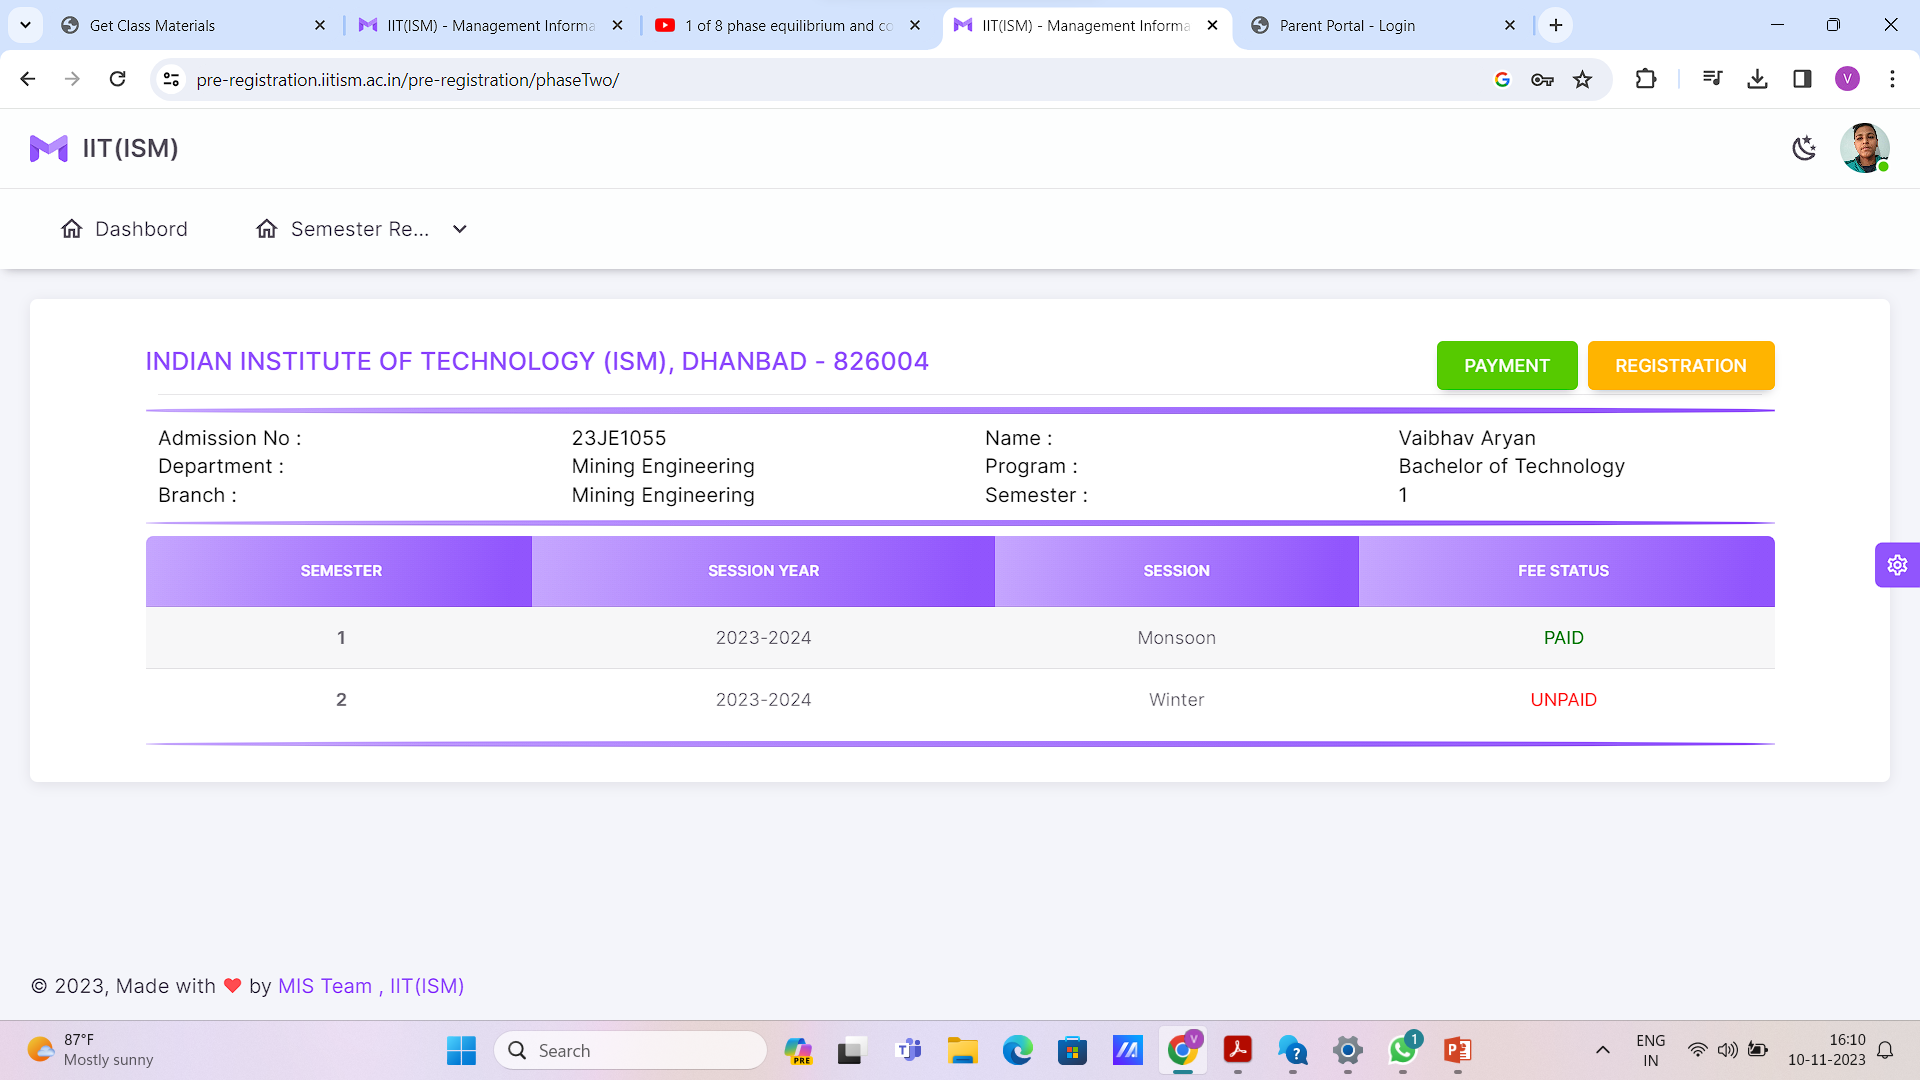 Get Class Materials
IIT(ISM) - Management Informa
1 of 8 phase equilibrium and co
IIT(ISM) - Management Informa
Parent Portal - Login
pre-registration.iitism.ac.in/pre-registration/phaseTwo/
V
IIT(ISM)
Dashbord
Semester Re...
INDIAN INSTITUTE OF TECHNOLOGY (ISM), DHANBAD - 826004
PAYMENT
REGISTRATION
Admission No : 23JE1055 Name : Vaibhav Aryan
Department : Mining Engineering Program : Bachelor of Technology
Branch : Mining Engineering Semester : 1
SEMESTER SESSION YEAR SESSION FEE STATUS
1 2023-2024 Monsoon PAID
2 2023-2024 Winter UNPAID
© 2023, Made with ❤ by MIS Team , IIT(ISM)
87°F
Mostly sunny
Search
PRE
V
1
ENG
IN
16:10
10-11-2023